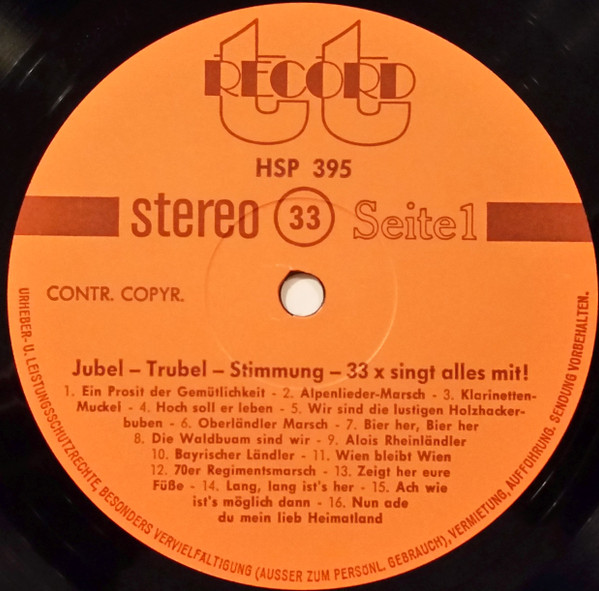 tt RECORD
HSP 395
stereo 33 Seite 1
CONTR. COPYR.
Jubel – Trubel – Stimmung – 33 x singt alles mit!
1. Ein Prosit der Gemütlichkeit - 2. Alpenlieder-Marsch - 3. Klarinetten-
Muckel - 4. Hoch soll er leben - 5. Wir sind die lustigen Holzhacker-
buben - 6. Oberländler Marsch - 7. Bier her, Bier her
8. Die Waldbuam sind wir - 9. Alois Rheinländler
10. Bayrischer Ländler - 11. Wien bleibt Wien
12. 70er Regimentsmarsch - 13. Zeigt her eure
Füße - 14. Lang, lang ist's her - 15. Ach wie
ist's möglich dann - 16. Nun ade
du mein lieb Heimatland
URHEBER- U. LEISTUNGSSCHUTZRECHTE, BESONDERS VERVIELFÄLTIGUNG (AUSSER ZUM PERSÖNL. GEBRAUCH), VERMIETUNG, AUFFÜHRUNG. SENDUNG VORBEHALTEN.